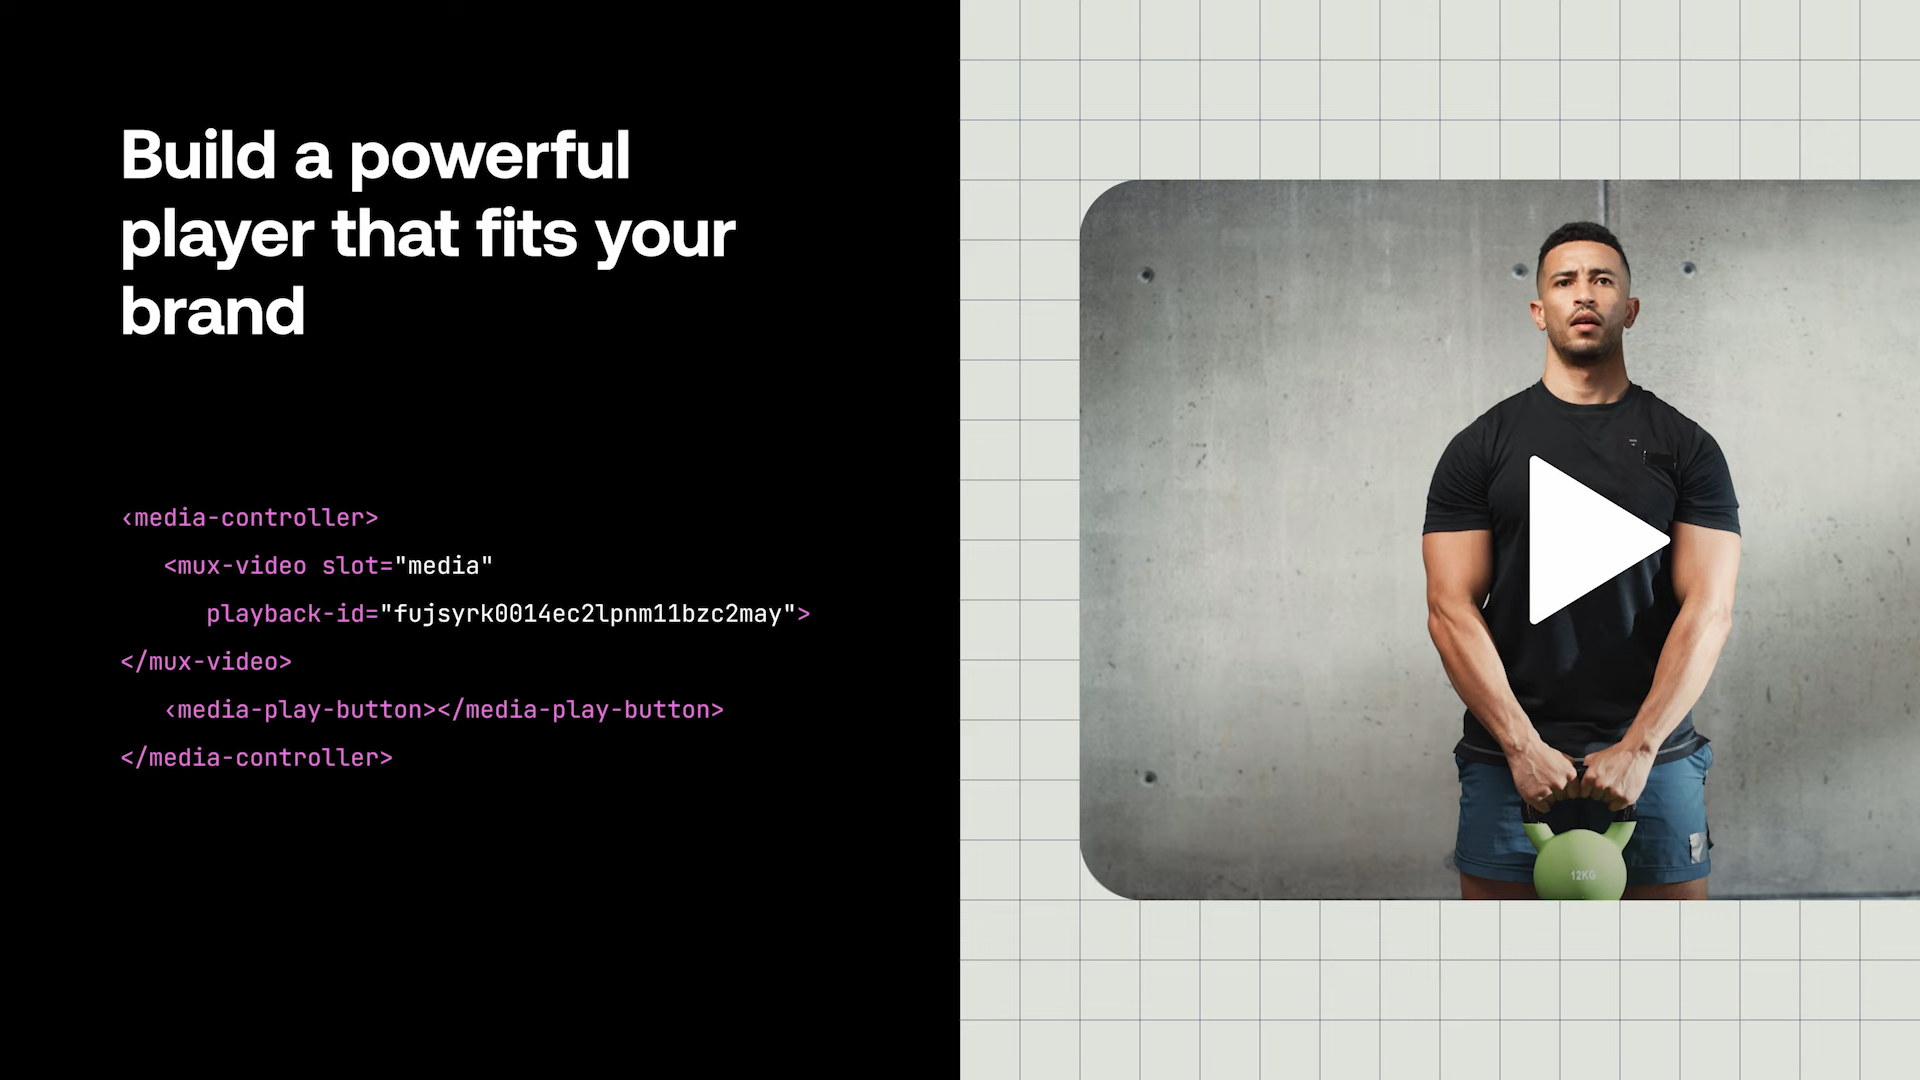 Build a powerful
player that fits your
brand
<media-controller>
<mux-video slot="media"
playback-id="fujsyrk0014ec2lpnm11bzc2may">
</mux-video>
<media-play-button></media-play-button>
</media-controller>
12KG